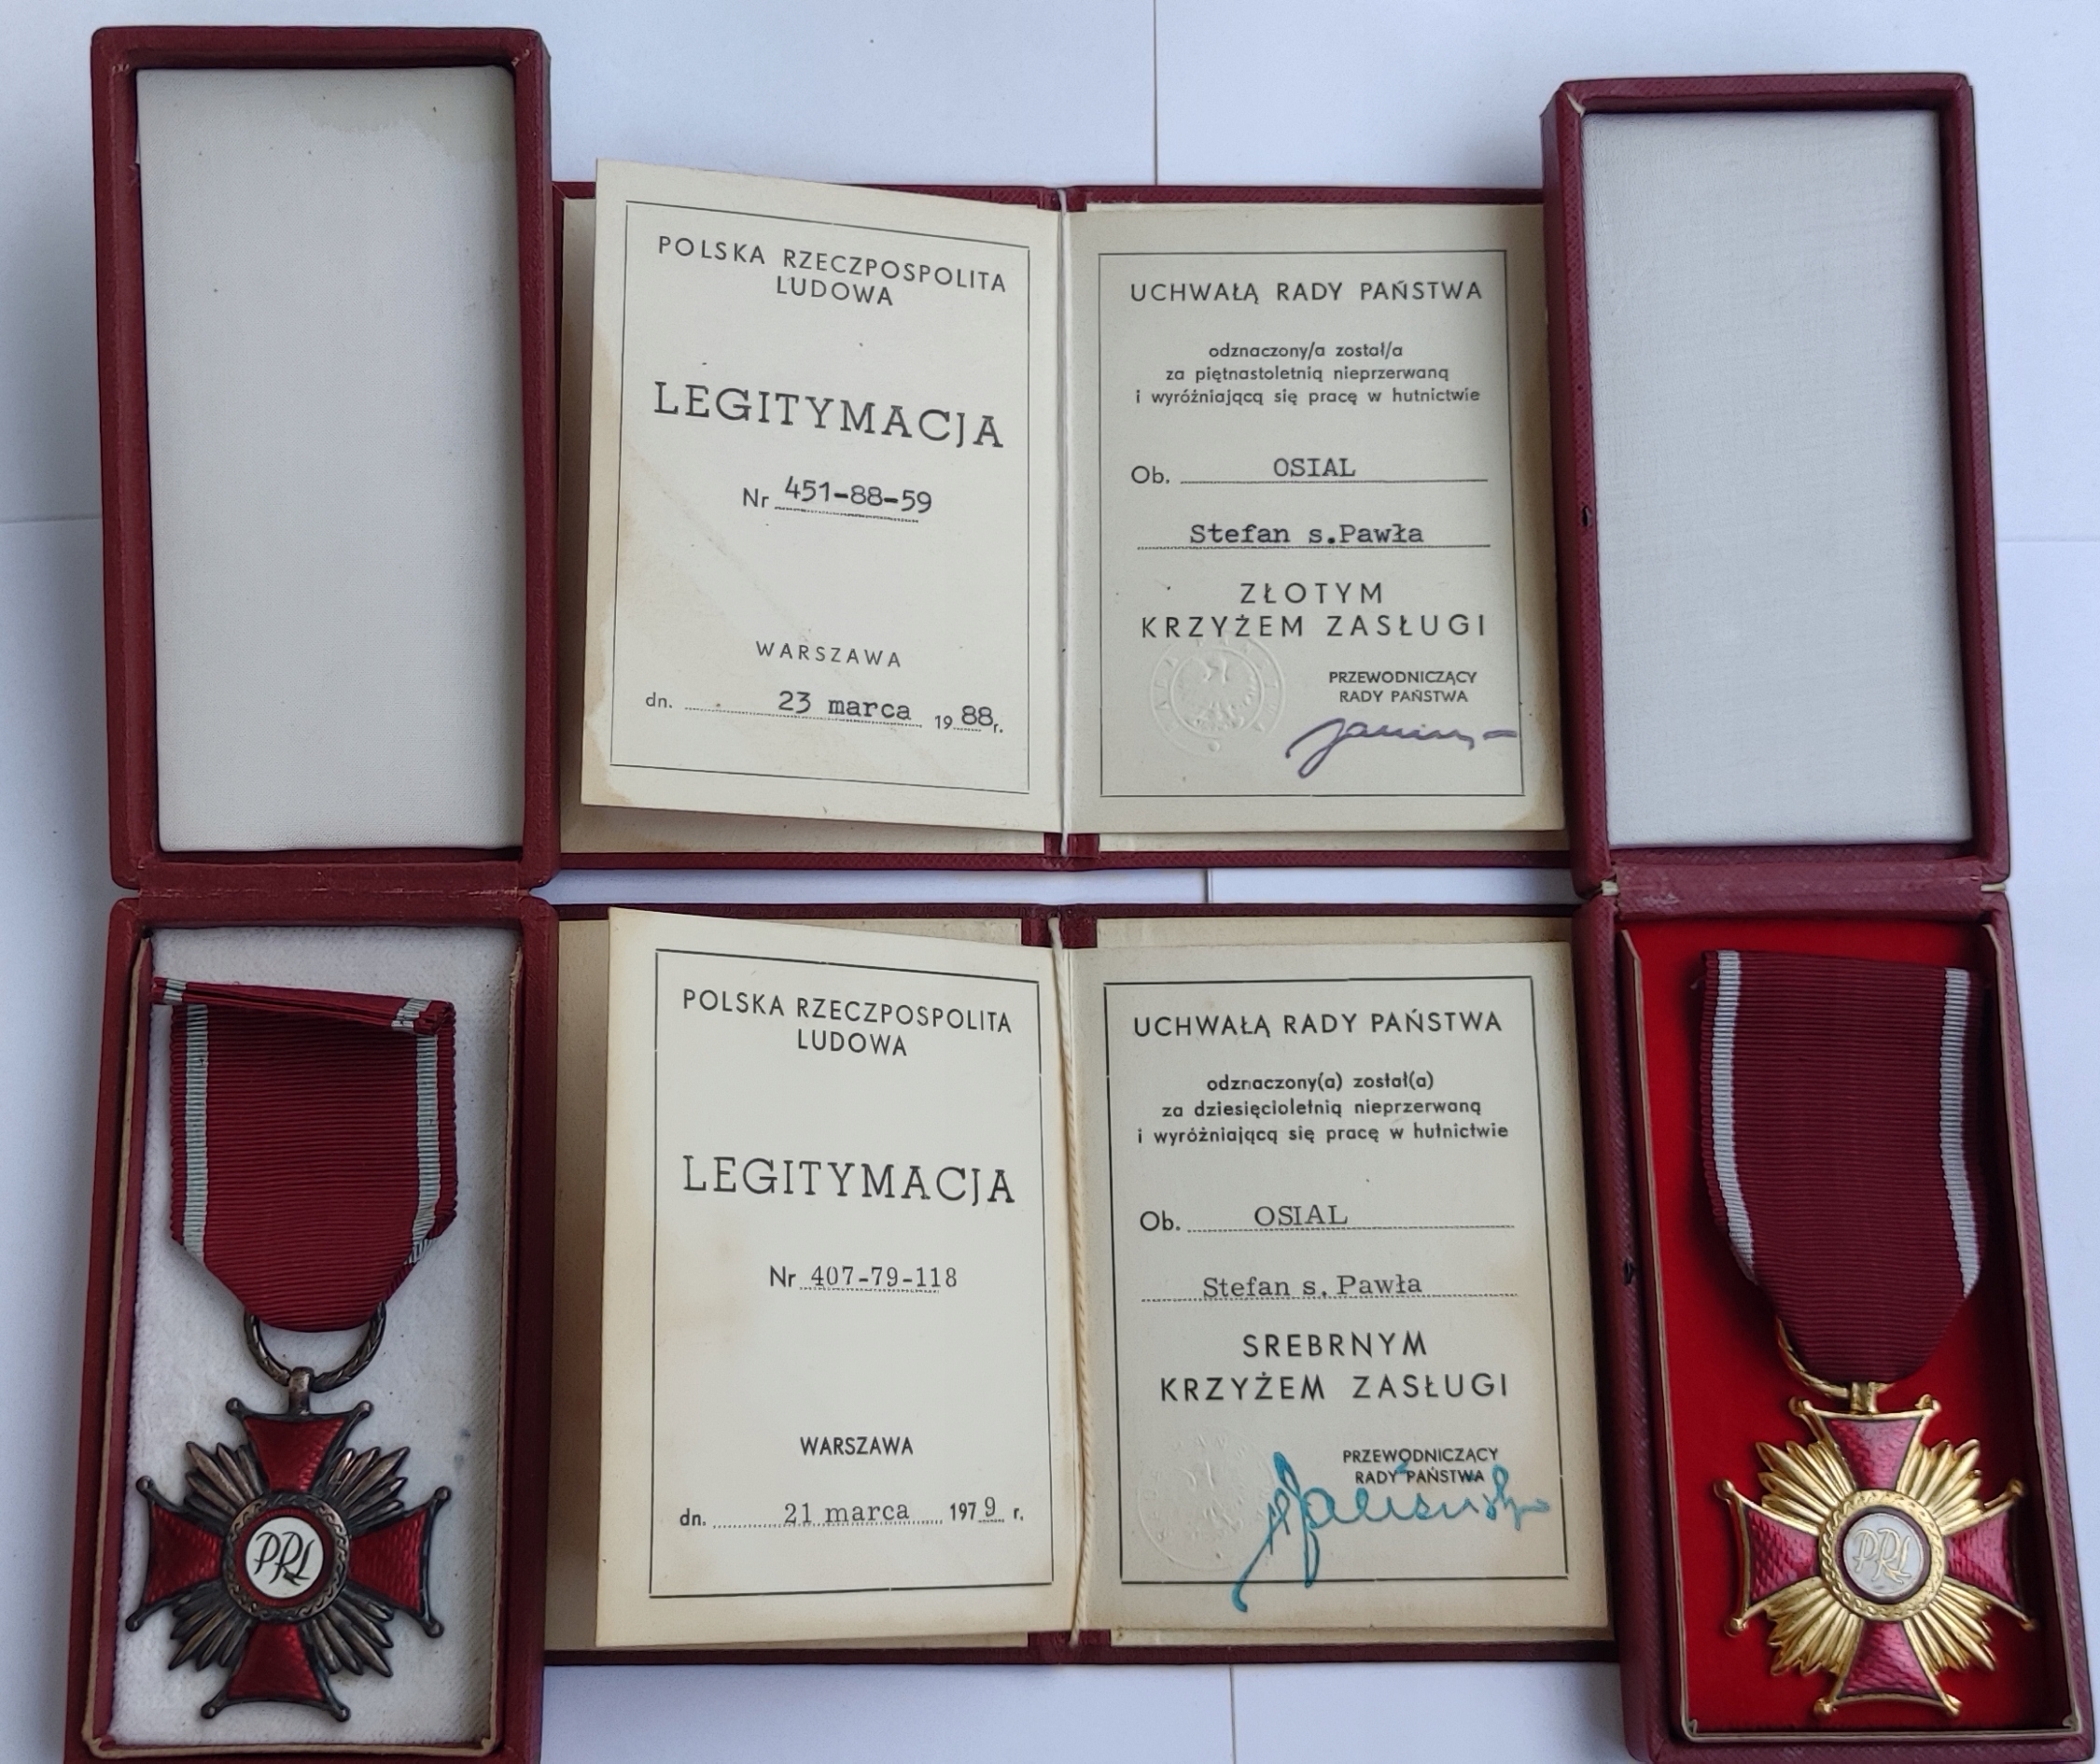 POLSKA RZECZPOSPOLITA
LUDOWA
LEGITYMACJA
Nr 451-88-59
WARSZAWA
dn. 23 marca 1988r.
UCHWAŁĄ RADY PAŃSTWA
odznaczony/a został/a
za piętnastoletnią nieprzerwaną
i wyróżniającą się pracę w hutnictwie
Ob. OSIAL
Stefan s.Pawła
ZŁOTYM
KRZYŻEM ZASŁUGI
PRZEWODNICZĄCY
RADY PAŃSTWA
POLSKA RZECZPOSPOLITA
LUDOWA
LEGITYMACJA
Nr 407-79-118
WARSZAWA
dn. 21 marca 1979 r.
UCHWAŁĄ RADY PAŃSTWA
odznaczony(a) został(a)
za dziesięcioletnią nieprzerwaną
i wyróżniającą się pracę w hutnictwie
Ob. OSIAL
Stefan s. Pawła
SREBRNYM
KRZYŻEM ZASŁUGI
PRZEWODNICZĄCY
RADY PAŃSTWA
PRL
PRL